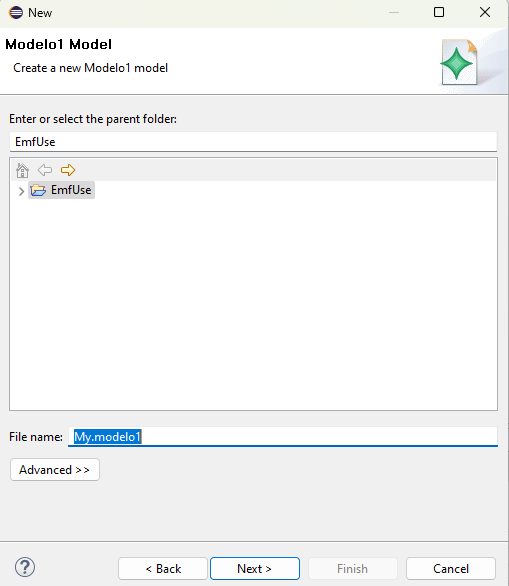 New
Modelo1 Model
Create a new Modelo1 model
Enter or select the parent folder:
EmfUse
EmfUse
File name: My.modelo1
Advanced >>
< Back Next > Finish Cancel